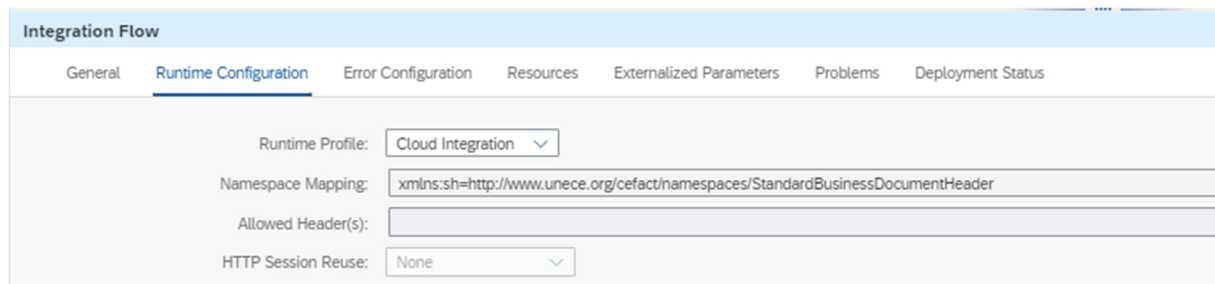 Integration Flow
General Runtime Configuration Error Configuration Resources Externalized Parameters Problems Deployment Status
Runtime Profile: Cloud Integration
Namespace Mapping: xmlns:sh=http://www.unece.org/cefact/namespaces/StandardBusinessDocumentHeader
Allowed Header(s):
HTTP Session Reuse: None